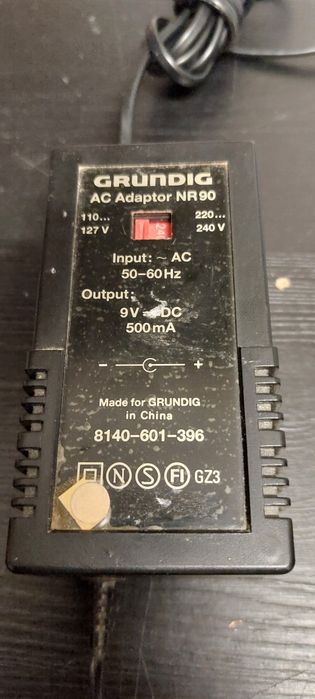 GRUNDIG
AC Adaptor NR90
110... 220...
127 V 240 V
Input: ~ AC
50-60Hz
Output:
9V DC
500mA
- +
Made for GRUNDIG
in China
8140-601-396
N S FI GZ3